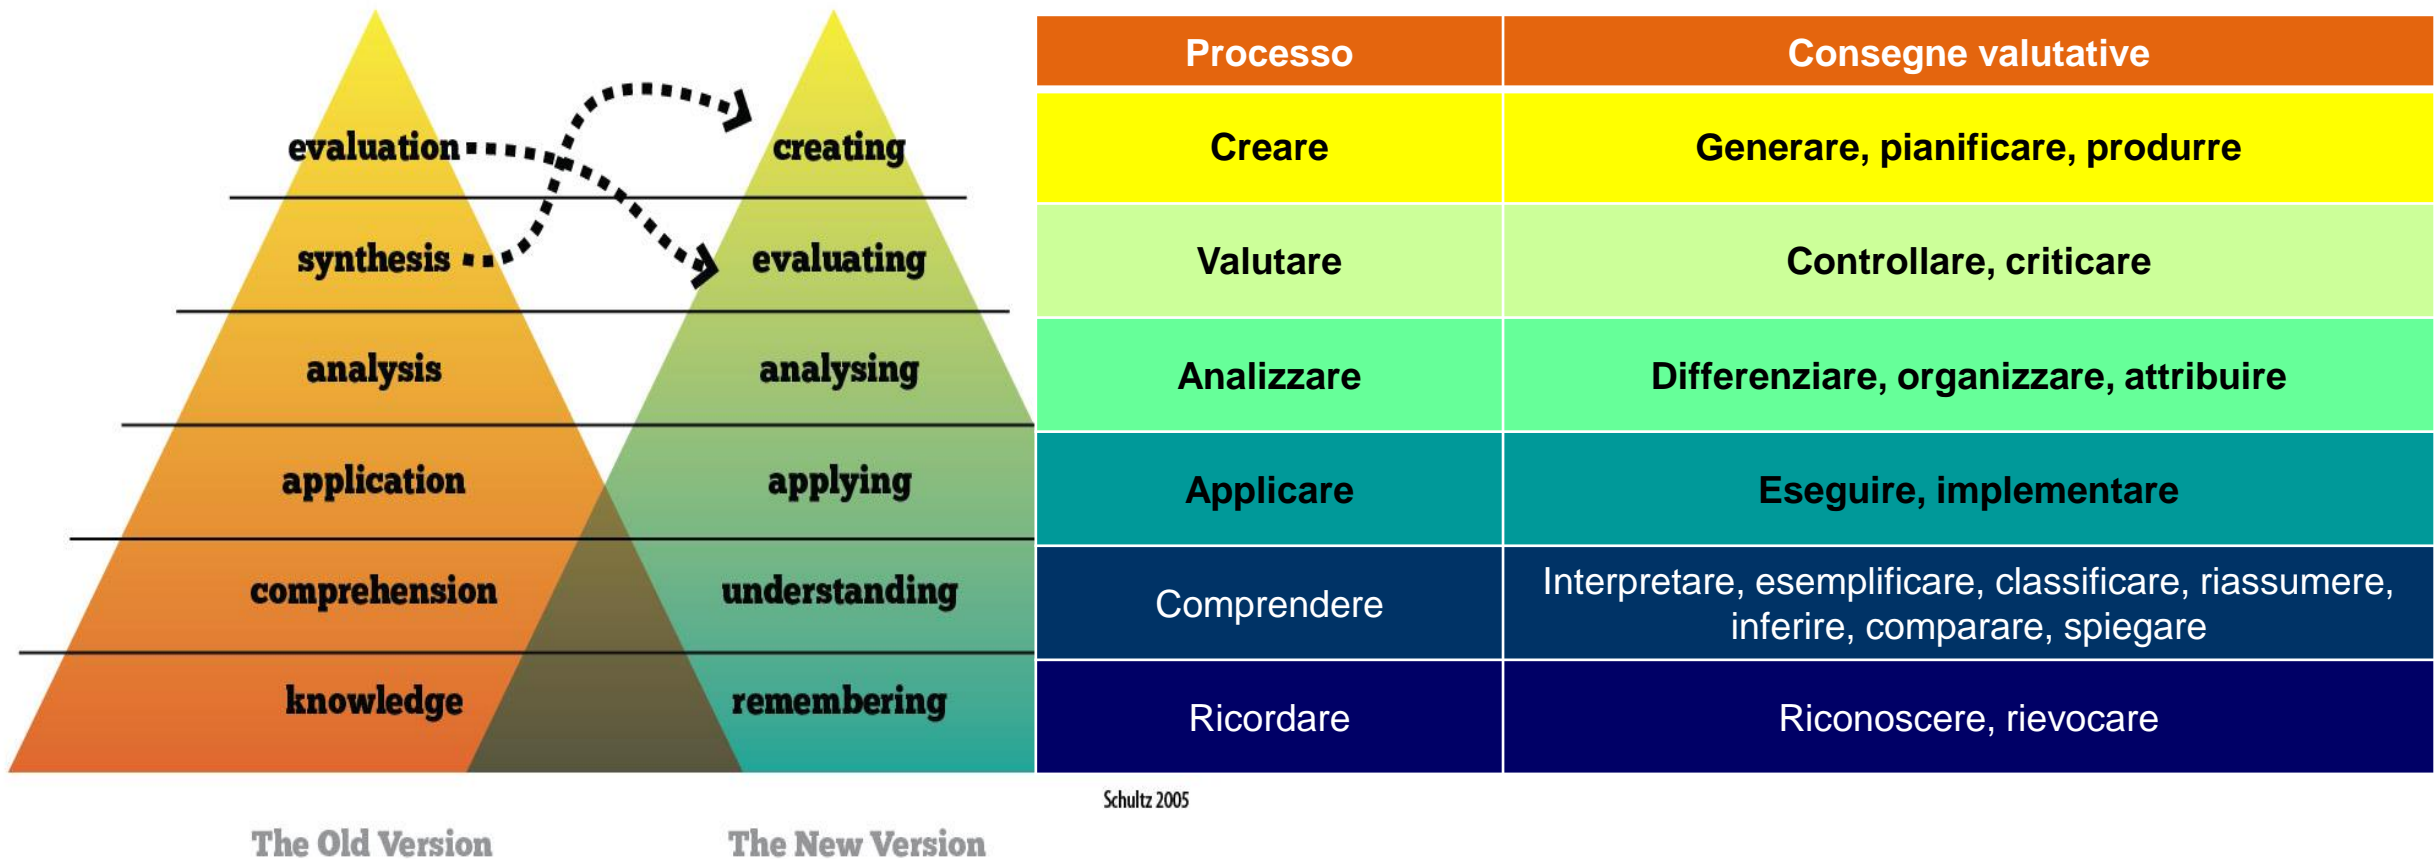 evaluation
synthesis
analysis
application
comprehension
knowledge
The Old Version
creating
evaluating
analysing
applying
understanding
remembering
The New Version
Processo Consegne valutative
Creare Generare, pianificare, produrre
Valutare Controllare, criticare
Analizzare Differenziare, organizzare, attribuire
Applicare Eseguire, implementare
Comprendere Interpretare, esemplificare, classificare, riassumere,
inferire, comparare, spiegare
Ricordare Riconoscere, rievocare
Schultz 2005